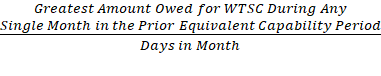 Greatest Amount Owed for WTSC During Any
Single Month in the Prior Equivalent Capability Period
Days in Month